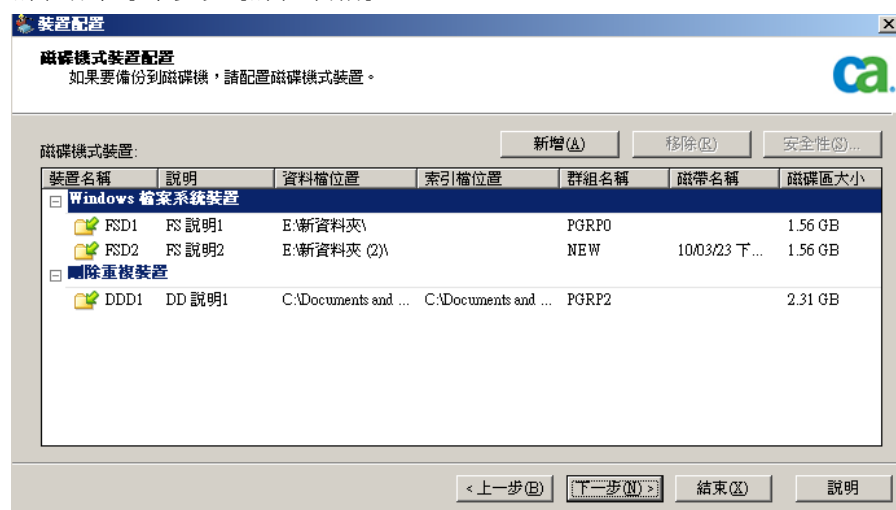 裝置配置
磁碟機式裝置配置
如果要備份到磁碟機，請配置磁碟機式裝置。
ca.
磁碟機式裝置:
新增(A) 移除(R) 安全性(S)...
裝置名稱 說明 資料檔位置 索引檔位置 群組名稱 磁帶名稱 磁碟區大小
Windows 檔案系統裝置
FSD1 FS 說明1 E:\新資料夾\ PGRP0 1.56 GB
FSD2 FS 說明2 E:\新資料夾 (2)\ NEW 10/03/23 下... 1.56 GB
刪除重複裝置
DDD1 DD 說明1 C:\Documents and ... C:\Documents and ... PGRP2 2.31 GB
<上一步(B) 下一步(N)> 結束(X) 說明